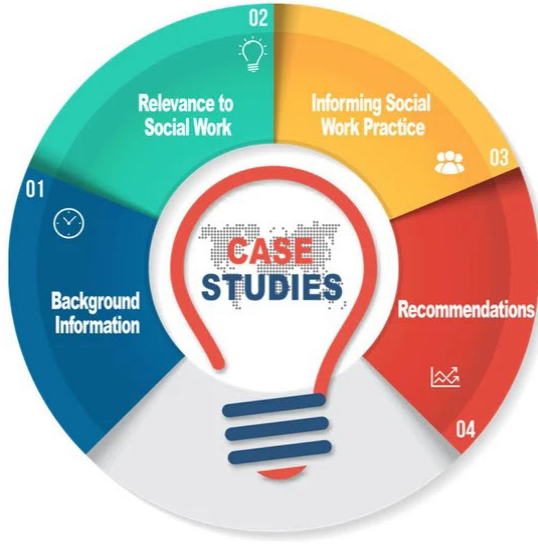 02
Relevance to
Social Work
Informing Social
Work Practice
03
01
Background
Information
CASE
STUDIES
Recommendations
04